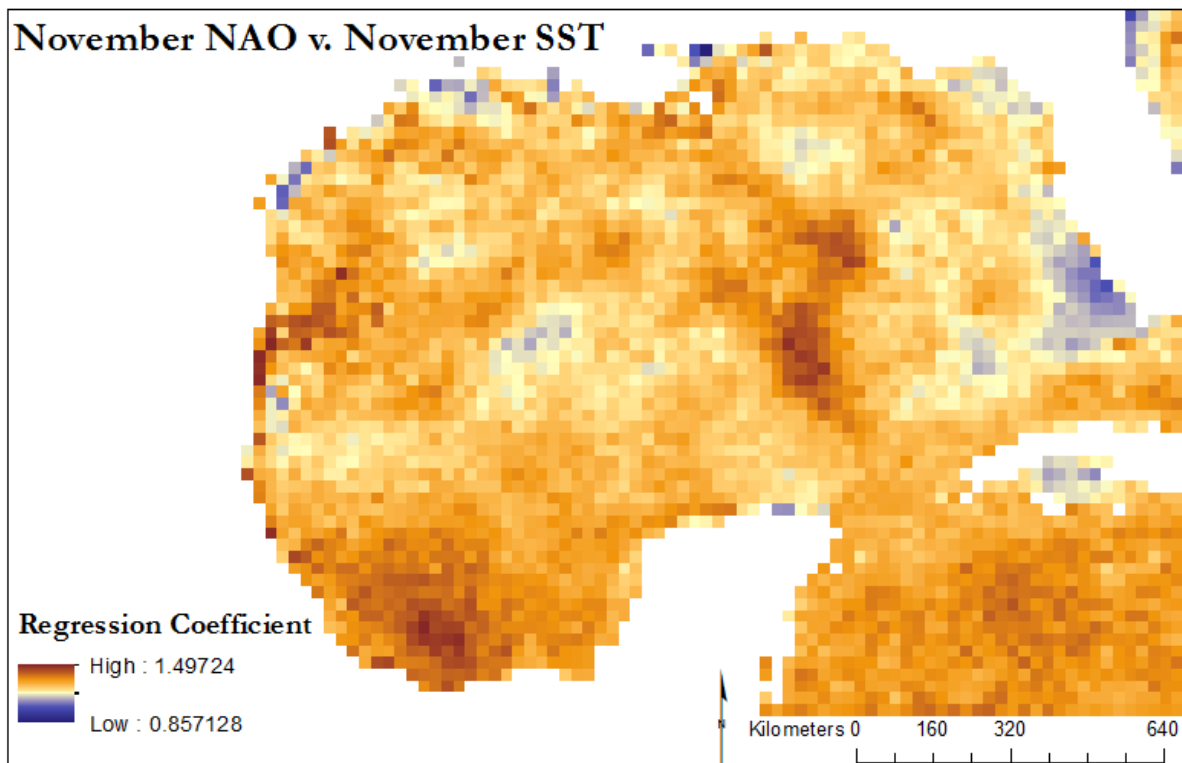 November NAO v. November SST
Regression Coefficient
High : 1.49724
Low : 0.857128
N
Kilometers 0 160 320 640